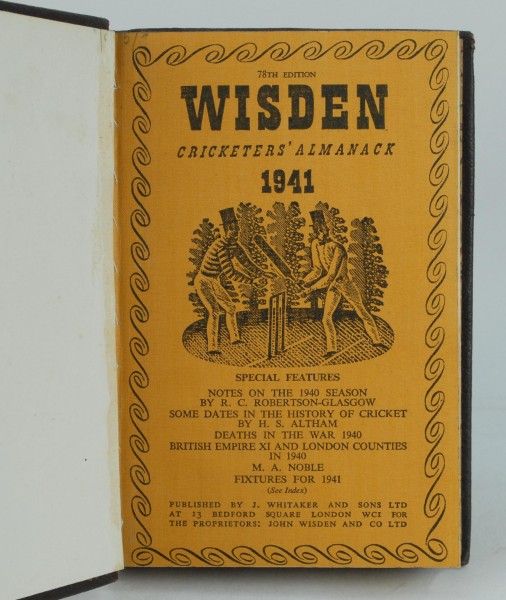 78TH EDITION
WISDEN
CRICKETERS' ALMANACK
1941
SPECIAL FEATURES
NOTES ON THE 1940 SEASON
BY R. C. ROBERTSON-GLASGOW
SOME DATES IN THE HISTORY OF CRICKET
BY H. S. ALTHAM
DEATHS IN THE WAR 1940
BRITISH EMPIRE XI AND LONDON COUNTIES
IN 1940
M. A. NOBLE
FIXTURES FOR 1941
(See Index)
PUBLISHED BY J. WHITAKER AND SONS LTD
AT 13 BEDFORD SQUARE LONDON WC1 FOR
THE PROPRIETORS: JOHN WISDEN AND CO LTD